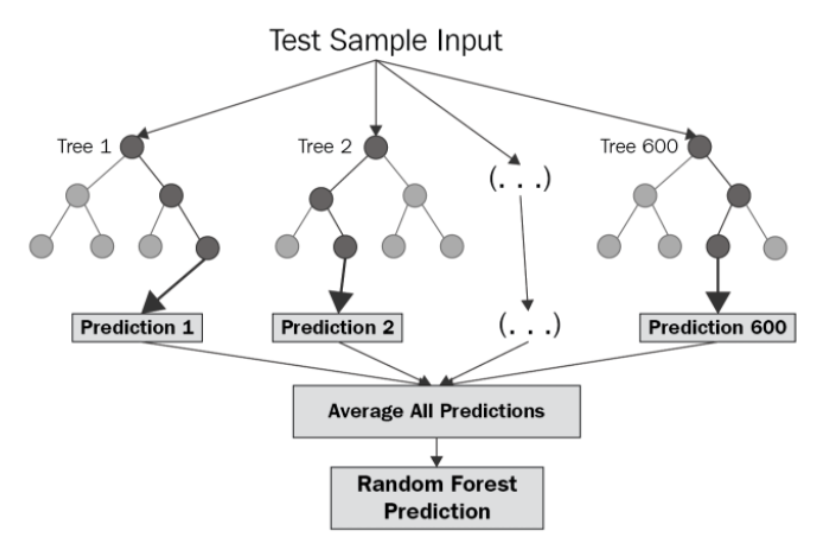 Test Sample Input
Tree 1
Tree 2
(. . .)
Tree 600
Prediction 1
Prediction 2
(. . .)
Prediction 600
Average All Predictions
Random Forest
Prediction